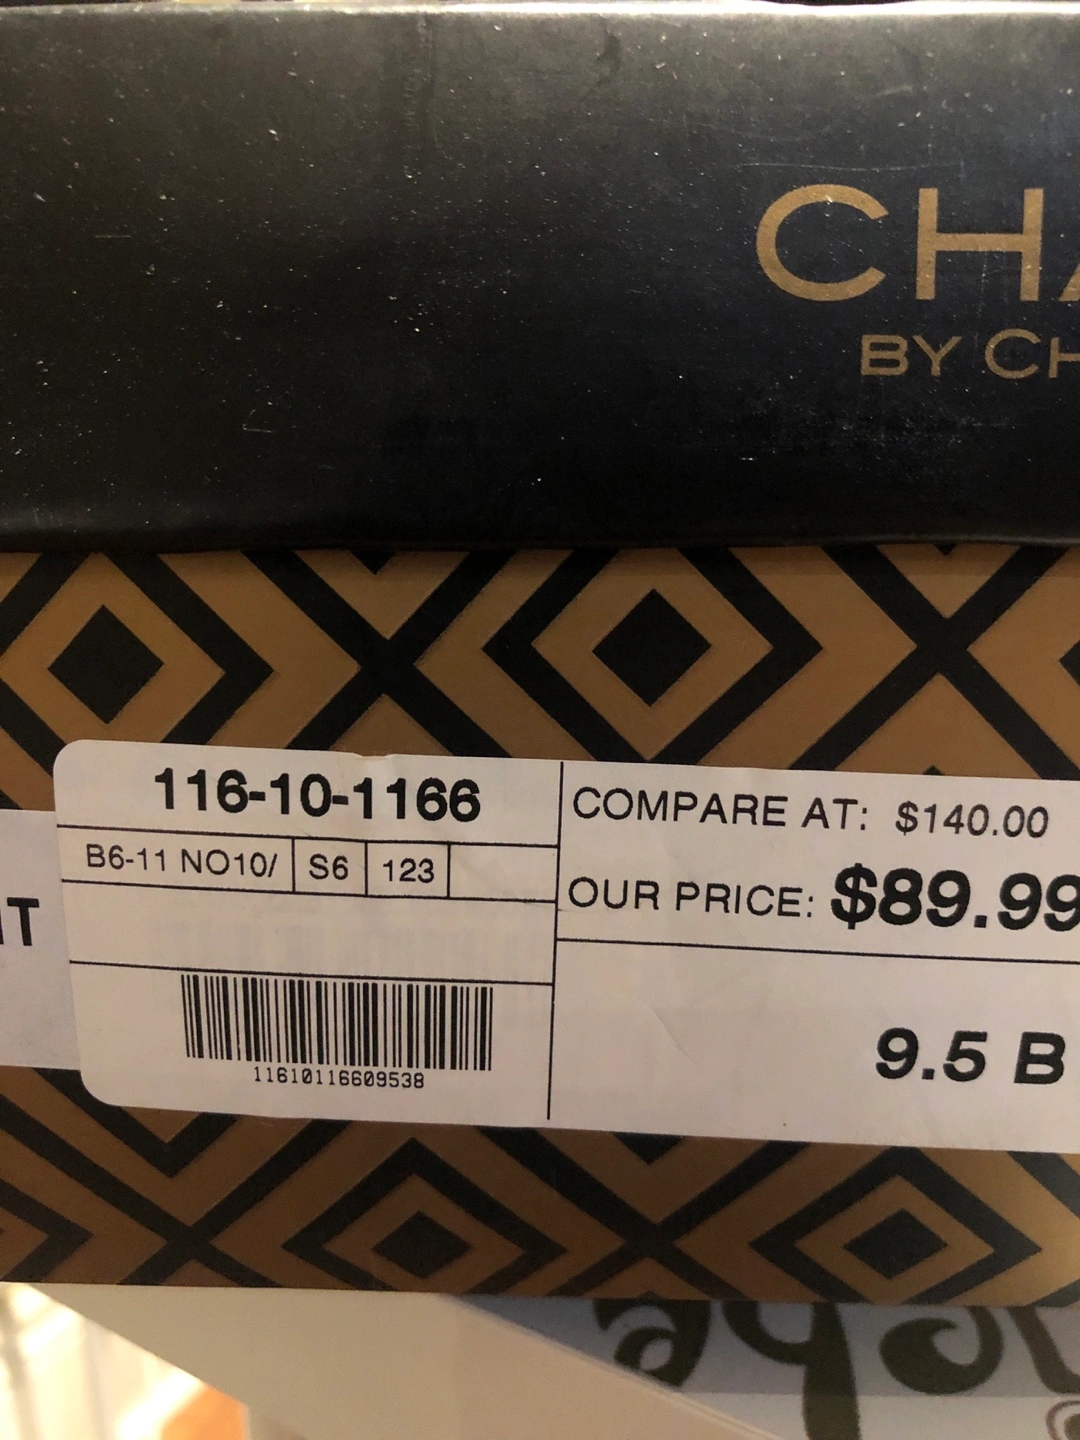 CHA
BY CH
116-10-1166
B6-11 NO10/ S6 123
11610116609538
COMPARE AT: $140.00
OUR PRICE: $89.99
9.5 B
IT